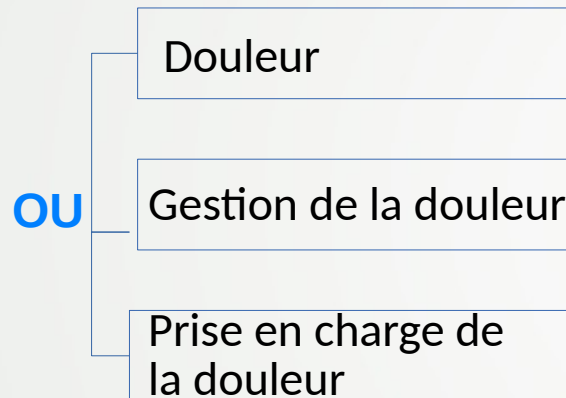 Douleur
OU
Gestion de la douleur
Prise en charge de
la douleur